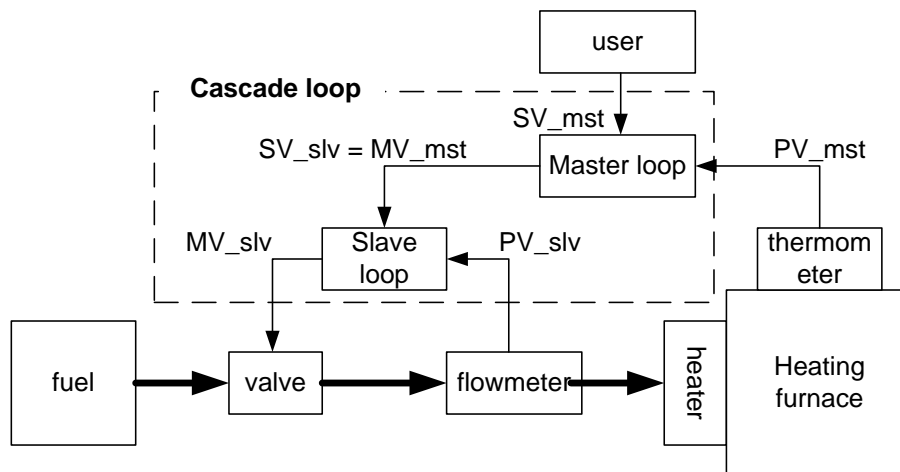 user
Cascade loop
SV_mst
SV_slv = MV_mst
Master loop
PV_mst
MV_slv
Slave
loop
PV_slv
thermom
eter
fuel
valve
flowmeter
heater
Heating
furnace